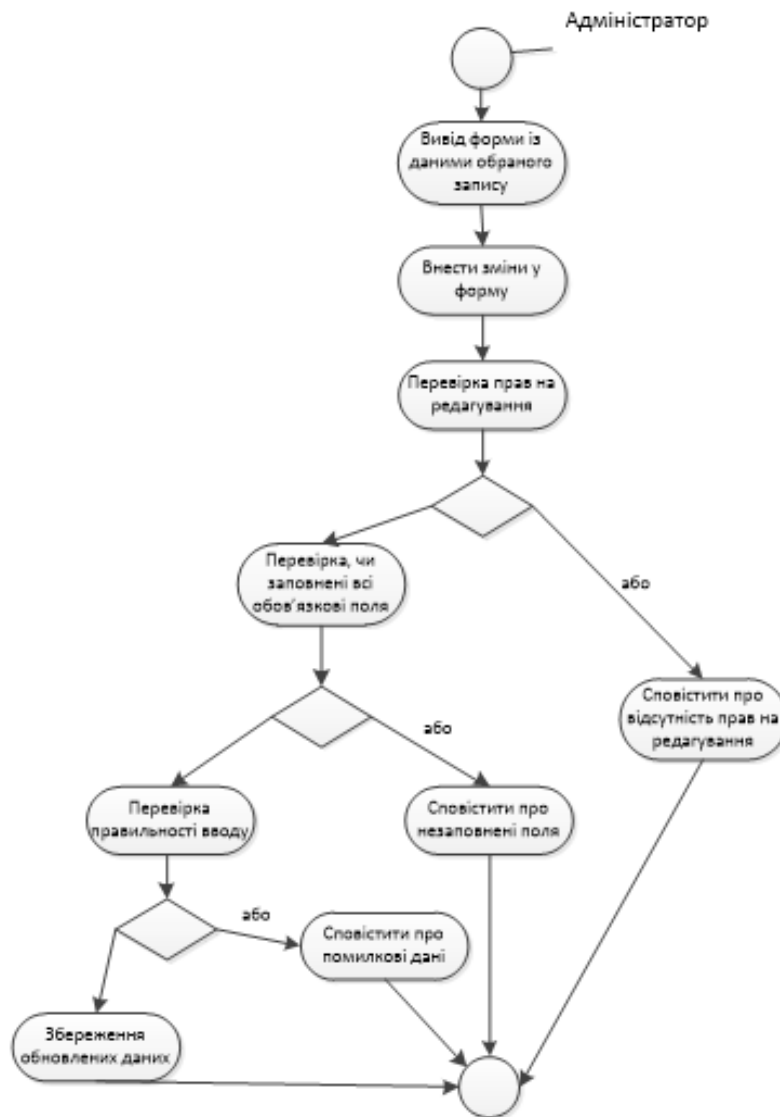 Адміністратор
Вивід форми із
даними обраного
запису
Внести зміни у
форму
Перевірка прав на
редагування
Перевірка, чи
заповнені всі
обов'язкові поля
або
Сповістити про
відсутність прав на
редагування
або
Перевірка
правильності вводу
Сповістити про
незаповнені поля
або
Сповістити про
помилкові дані
Збереження
обновлених даних